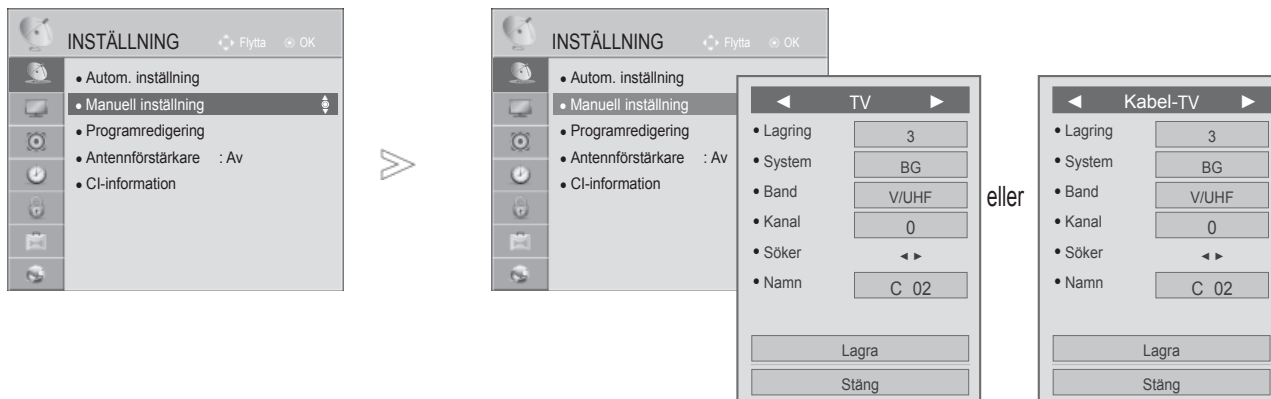 INSTÄLLNING Flytta OK
• Autom. inställning
• Manuell inställning
• Programredigering
• Antennförstärkare : Av
• CI-information
INSTÄLLNING Flytta OK
• Autom. inställning
• Manuell inställning
• Programredigering
• Antennförstärkare : Av
• CI-information
◄ TV ►
• Lagring 3
• System BG
• Band V/UHF
• Kanal 0
• Söker ◄ ►
• Namn C 02
Lagra
Stäng
eller
◄ Kabel-TV ►
• Lagring 3
• System BG
• Band V/UHF
• Kanal 0
• Söker ◄ ►
• Namn C 02
Lagra
Stäng